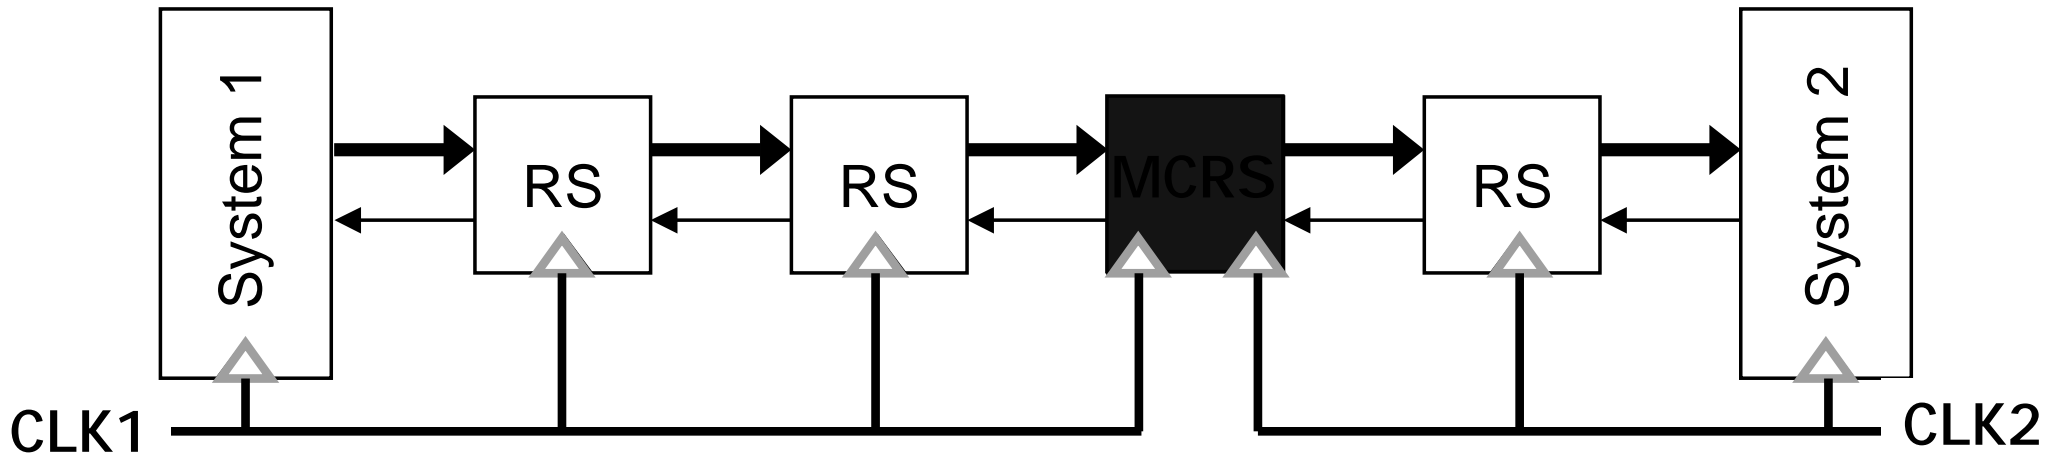 System 1
RS
RS
MCRS
RS
System 2
CLK1
CLK2